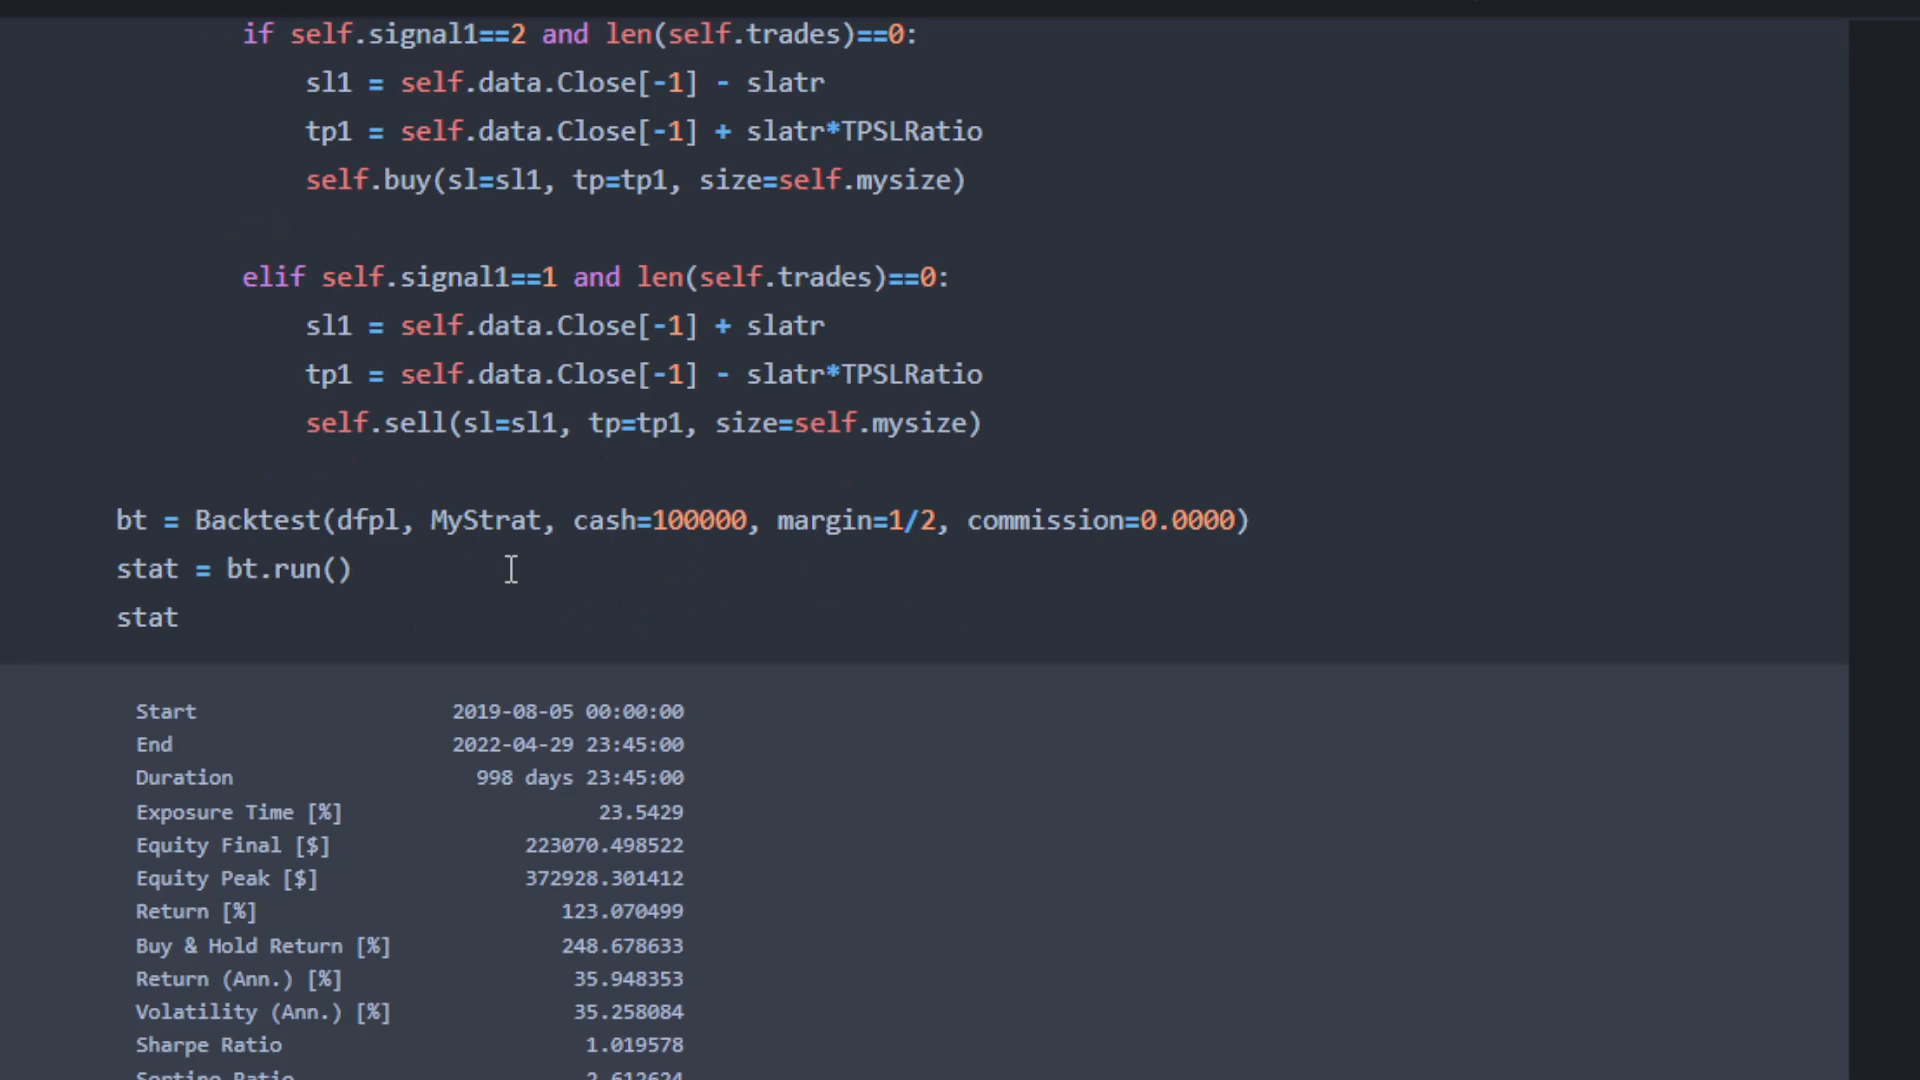 if self.signal1==2 and len(self.trades)==0:
sl1 = self.data.Close[-1] - slatr
tp1 = self.data.Close[-1] + slatr*TPSLRatio
self.buy(sl=sl1, tp=tp1, size=self.mysize)
elif self.signal1==1 and len(self.trades)==0:
sl1 = self.data.Close[-1] + slatr
tp1 = self.data.Close[-1] - slatr*TPSLRatio
self.sell(sl=sl1, tp=tp1, size=self.mysize)
bt = Backtest(dfpl, MyStrat, cash=100000, margin=1/2, commission=0.0000)
stat = bt.run()
stat
Start 2019-08-05 00:00:00
End 2022-04-29 23:45:00
Duration 998 days 23:45:00
Exposure Time [%] 23.5429
Equity Final [$] 223070.498522
Equity Peak [$] 372928.301412
Return [%] 123.070499
Buy & Hold Return [%] 248.678633
Return (Ann.) [%] 35.948353
Volatility (Ann.) [%] 35.258084
Sharpe Ratio 1.019578
Sortino Ratio 2.612624